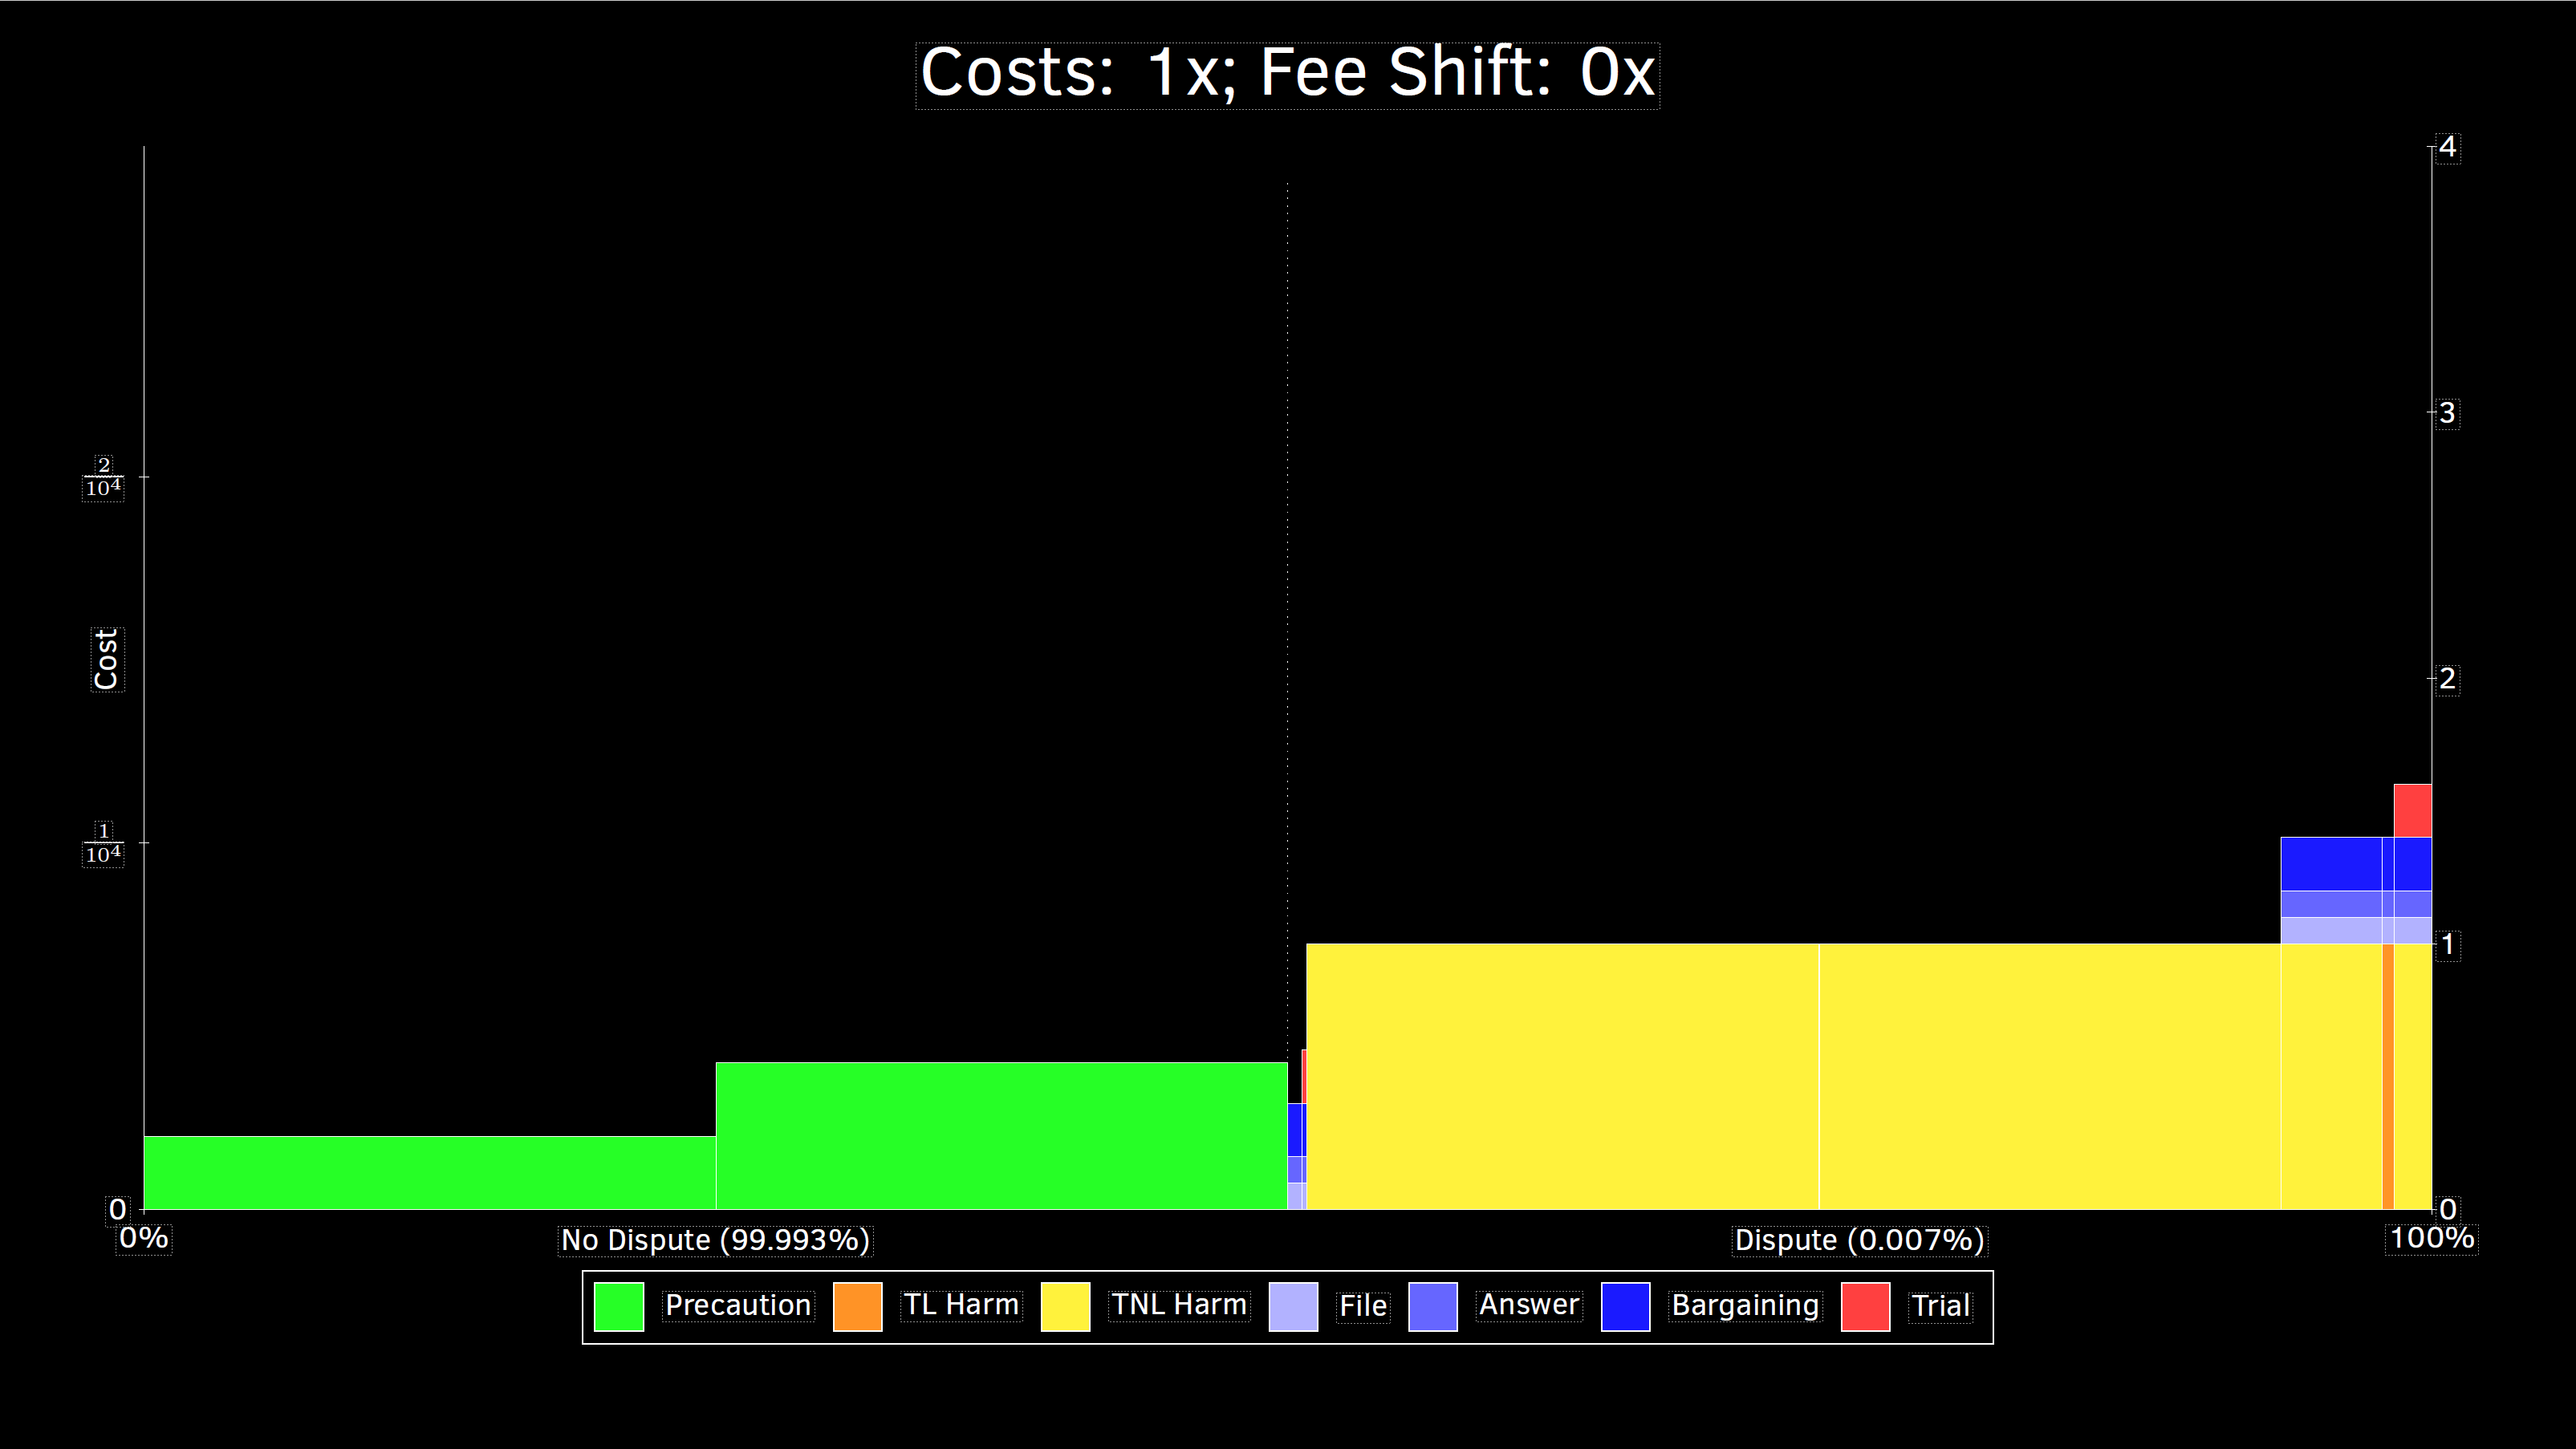 Costs: 1x; Fee Shift: 0x
4
3
2
10⁴
Cost
2
1
10⁴
1
0
0
0%
No Dispute (99.993%)
Dispute (0.007%)
100%
Precaution TL Harm TNL Harm File Answer Bargaining Trial